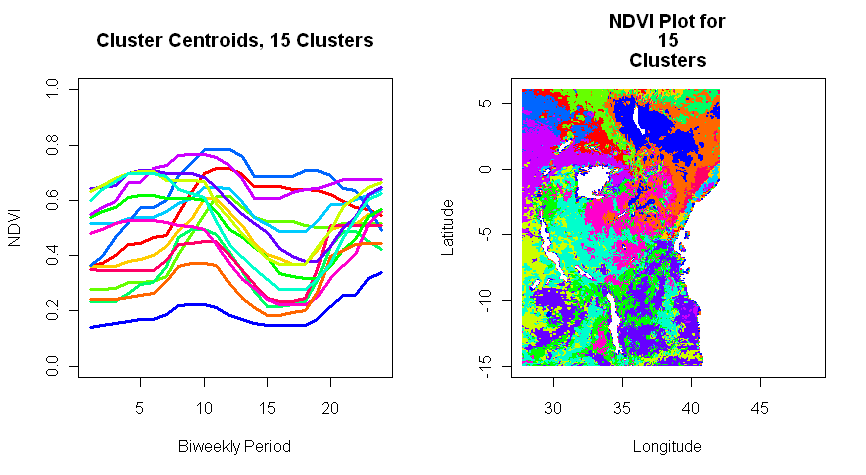 Cluster Centroids, 15 Clusters
NDVI
1.0
0.8
0.6
0.4
0.2
0.0
5
10
15
20
Biweekly Period
NDVI Plot for
15
Clusters
Latitude
5
0
-5
-10
-15
30
35
40
45
Longitude